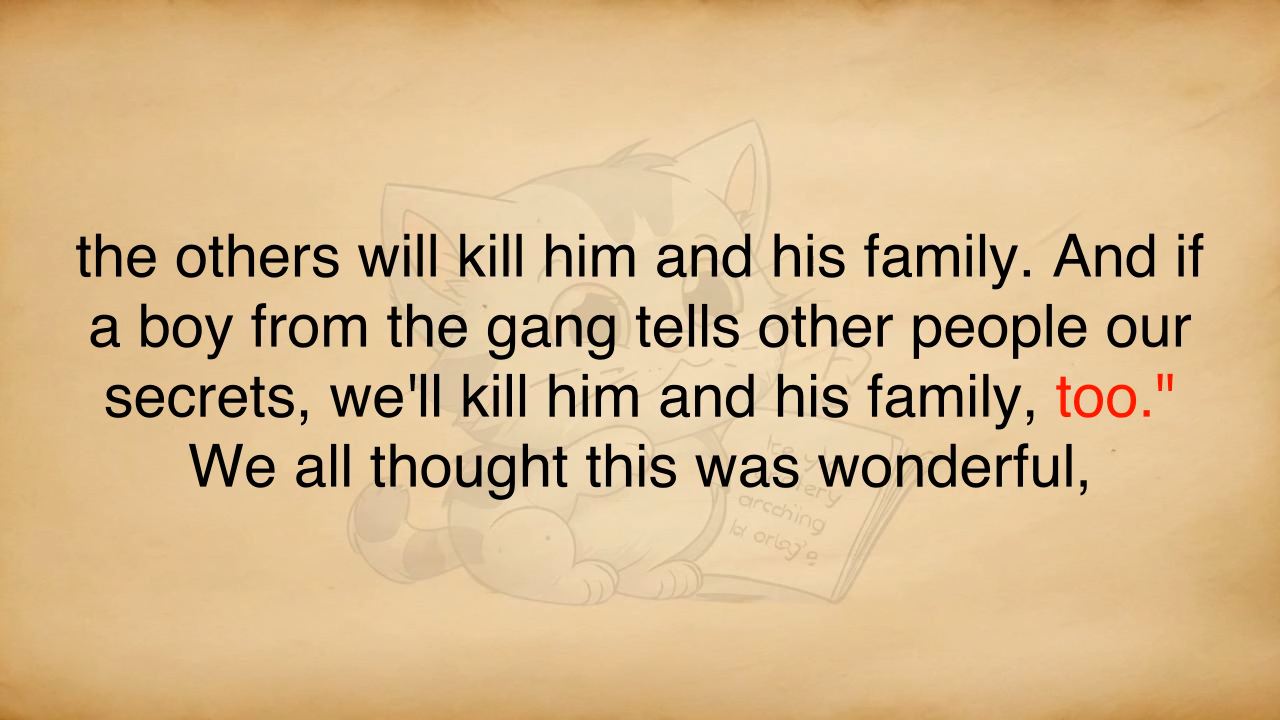 the others will kill him and his family. And if
a boy from the gang tells other people our
secrets, we'll kill him and his family, too."
We all thought this was wonderful,